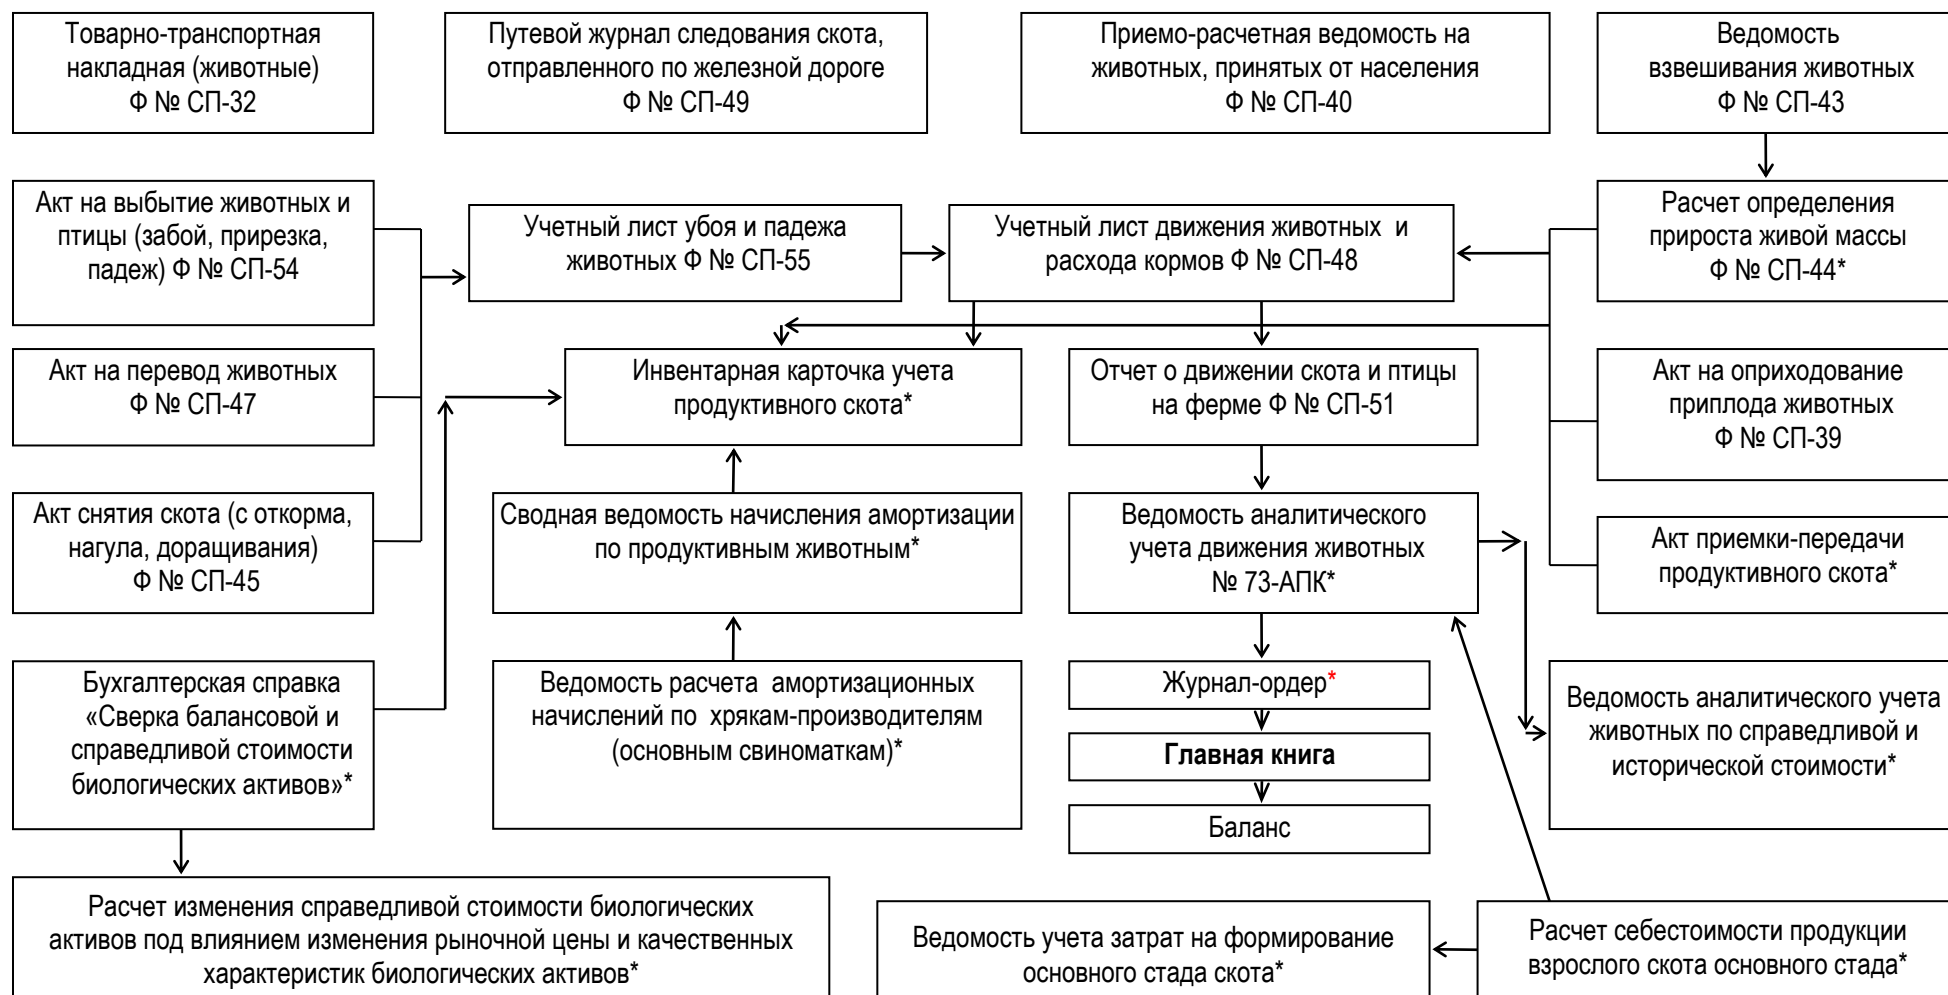 Товарно-транспортная
накладная (животные)
Ф № СП-32
Путевой журнал следования скота,
отправленного по железной дороге
Ф № СП-49
Приемо-расчетная ведомость на
животных, принятых от населения
Ф № СП-40
Ведомость
взвешивания животных
Ф № СП-43
Акт на выбытие животных и
птицы (забой, прирезка,
падеж) Ф № СП-54
Учетный лист убоя и падежа
животных Ф № СП-55
Учетный лист движения животных и
расхода кормов Ф № СП-48
Расчет определения
прироста живой массы
Ф № СП-44*
Акт на перевод животных
Ф № СП-47
Инвентарная карточка учета
продуктивного скота*
Отчет о движении скота и птицы
на ферме Ф № СП-51
Акт на оприходование
приплода животных
Ф № СП-39
Акт снятия скота (с откорма,
нагула, доращивания)
Ф № СП-45
Сводная ведомость начисления амортизации
по продуктивным животным*
Ведомость аналитического
учета движения животных
№ 73-АПК*
Акт приемки-передачи
продуктивного скота*
Бухгалтерская справка
«Сверка балансовой и
справедливой стоимости
биологических активов»*
Ведомость расчета амортизационных
начислений по хрякам-производителям
(основным свиноматкам)*
Журнал-ордер*
Главная книга
Баланс
Ведомость аналитического учета
животных по справедливой и
исторической стоимости*
Расчет изменения справедливой стоимости биологических
активов под влиянием изменения рыночной цены и качественных
характеристик биологических активов*
Ведомость учета затрат на формирование
основного стада скота*
Расчет себестоимости продукции
взрослого скота основного стада*